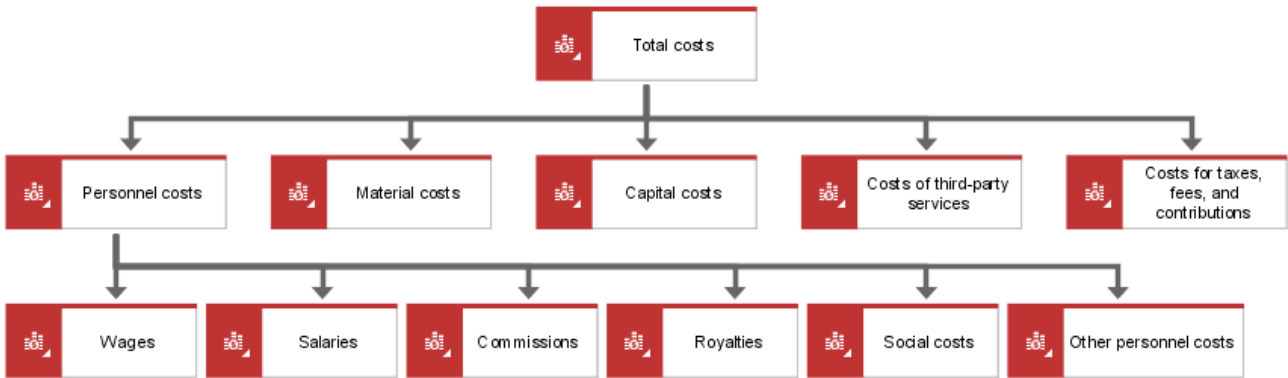 Total costs
Personnel costs
Material costs
Capital costs
Costs of third-party
services
Costs for taxes,
fees, and
contributions
Wages
Salaries
Commissions
Royalties
Social costs
Other personnel costs